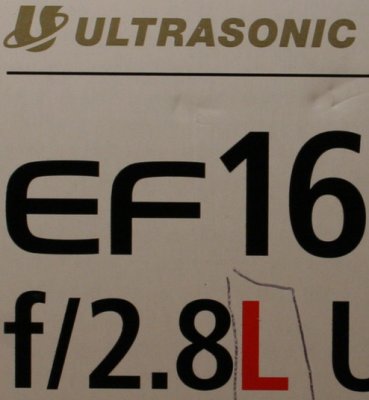 ULTRASONIC
EF16
f/2.8L U